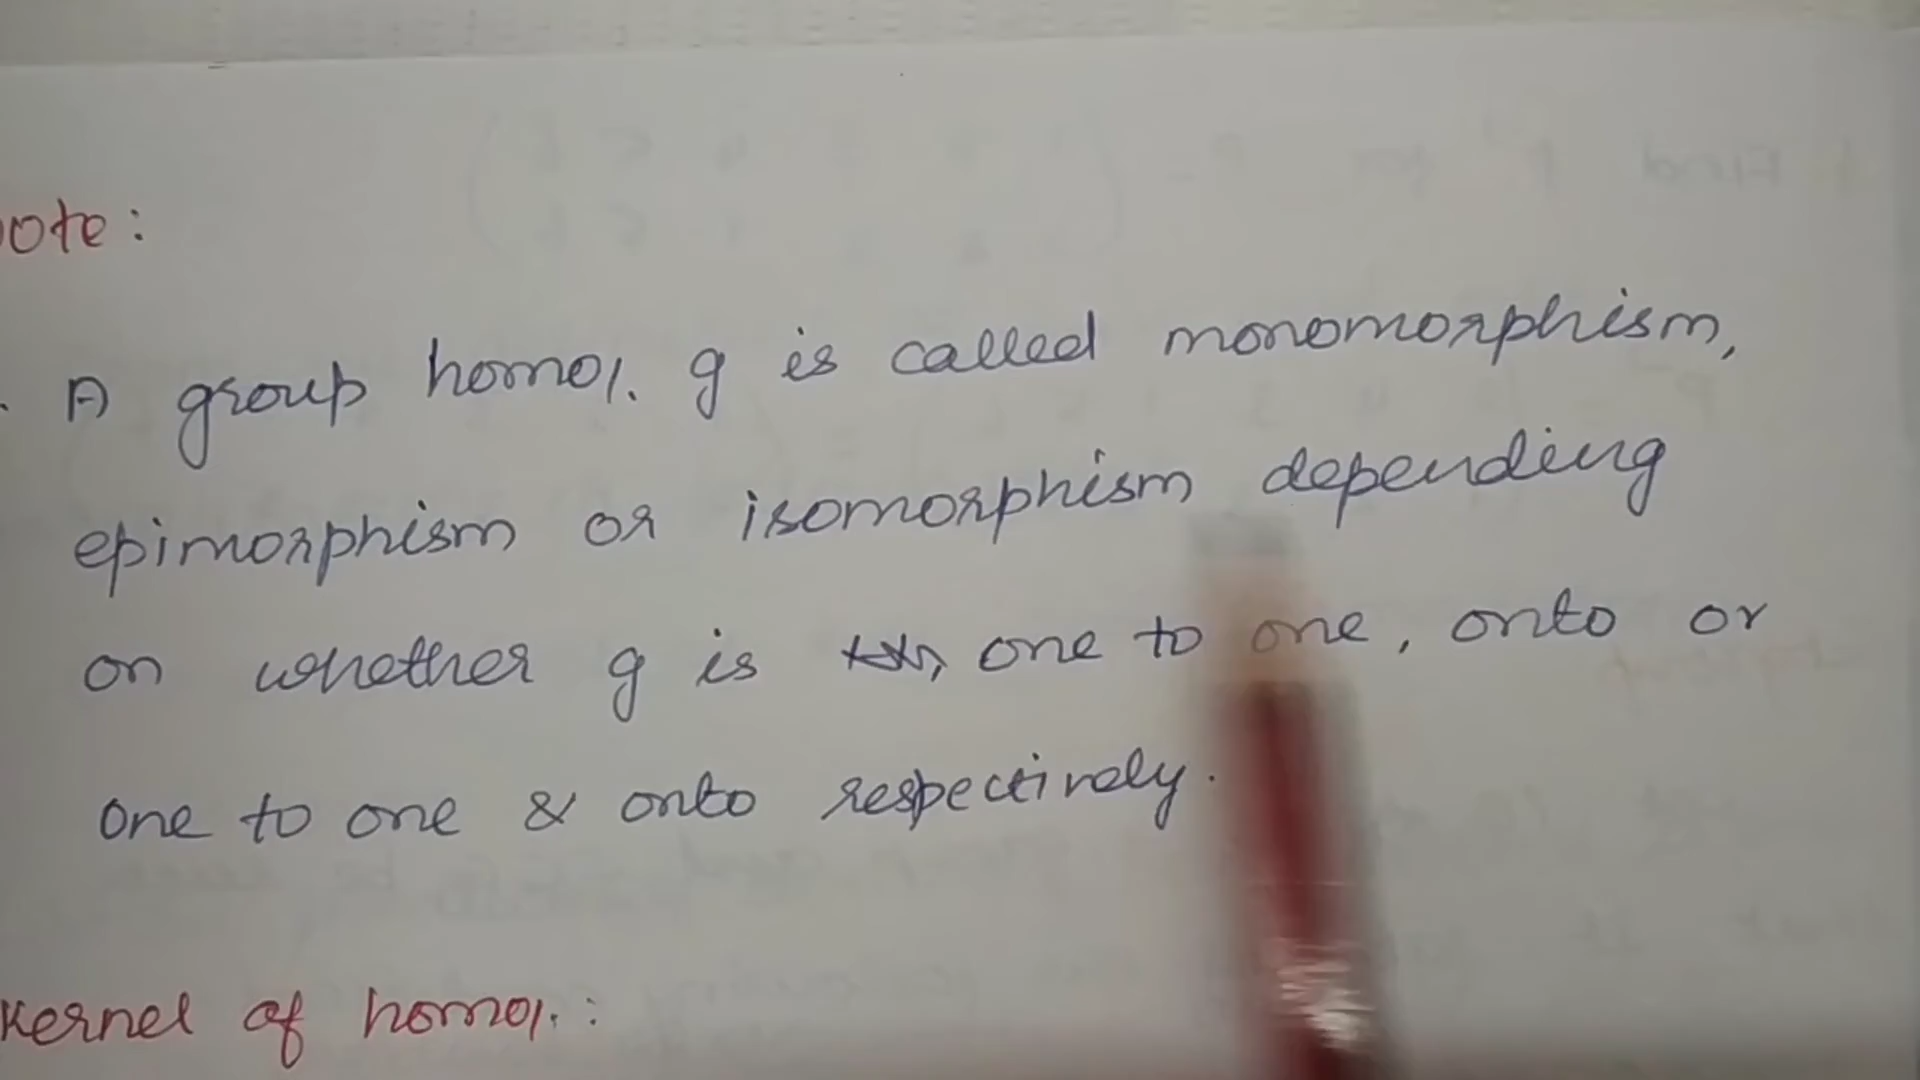 ote:
A group homo/. g is called monomorphism,
epimorphism or isomorphism depending
on whether g is one to one, onto or
one to one & onto respectively.
Kernel of homo/. :